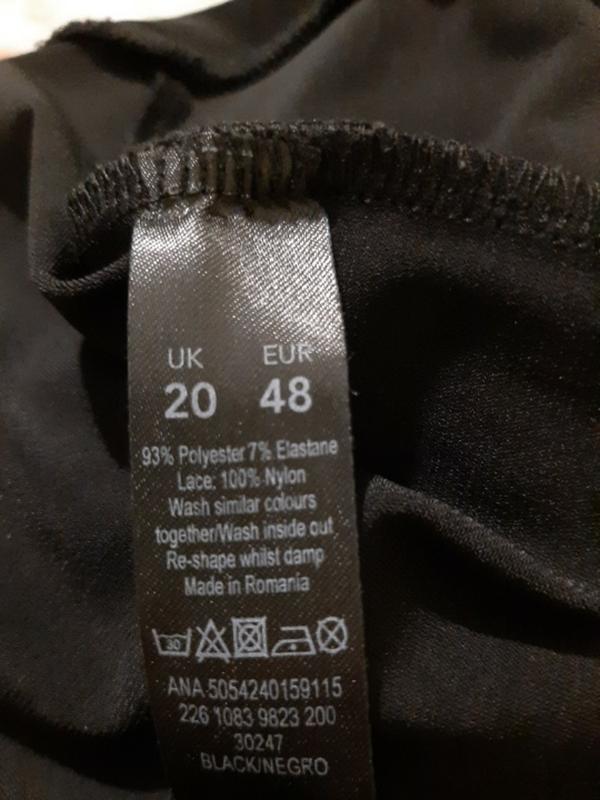 UK EUR
20 48
93% Polyester 7% Elastane
Lace: 100% Nylon
Wash similar colours
together/Wash inside out
Re-shape whilst damp
Made in Romania
30
ANA 5054240159115
226 1083 9823 200
30247
BLACK/NEGRO